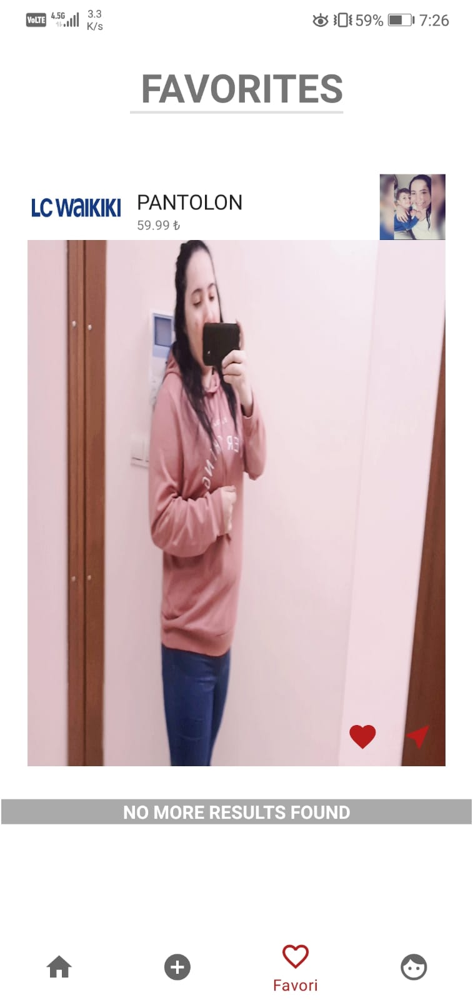 VoLTE 4.5G 3.3 K/s 59% 7:26
FAVORITES
LC WAIKIKI
PANTOLON
59.99 ₺
NO MORE RESULTS FOUND
Favori